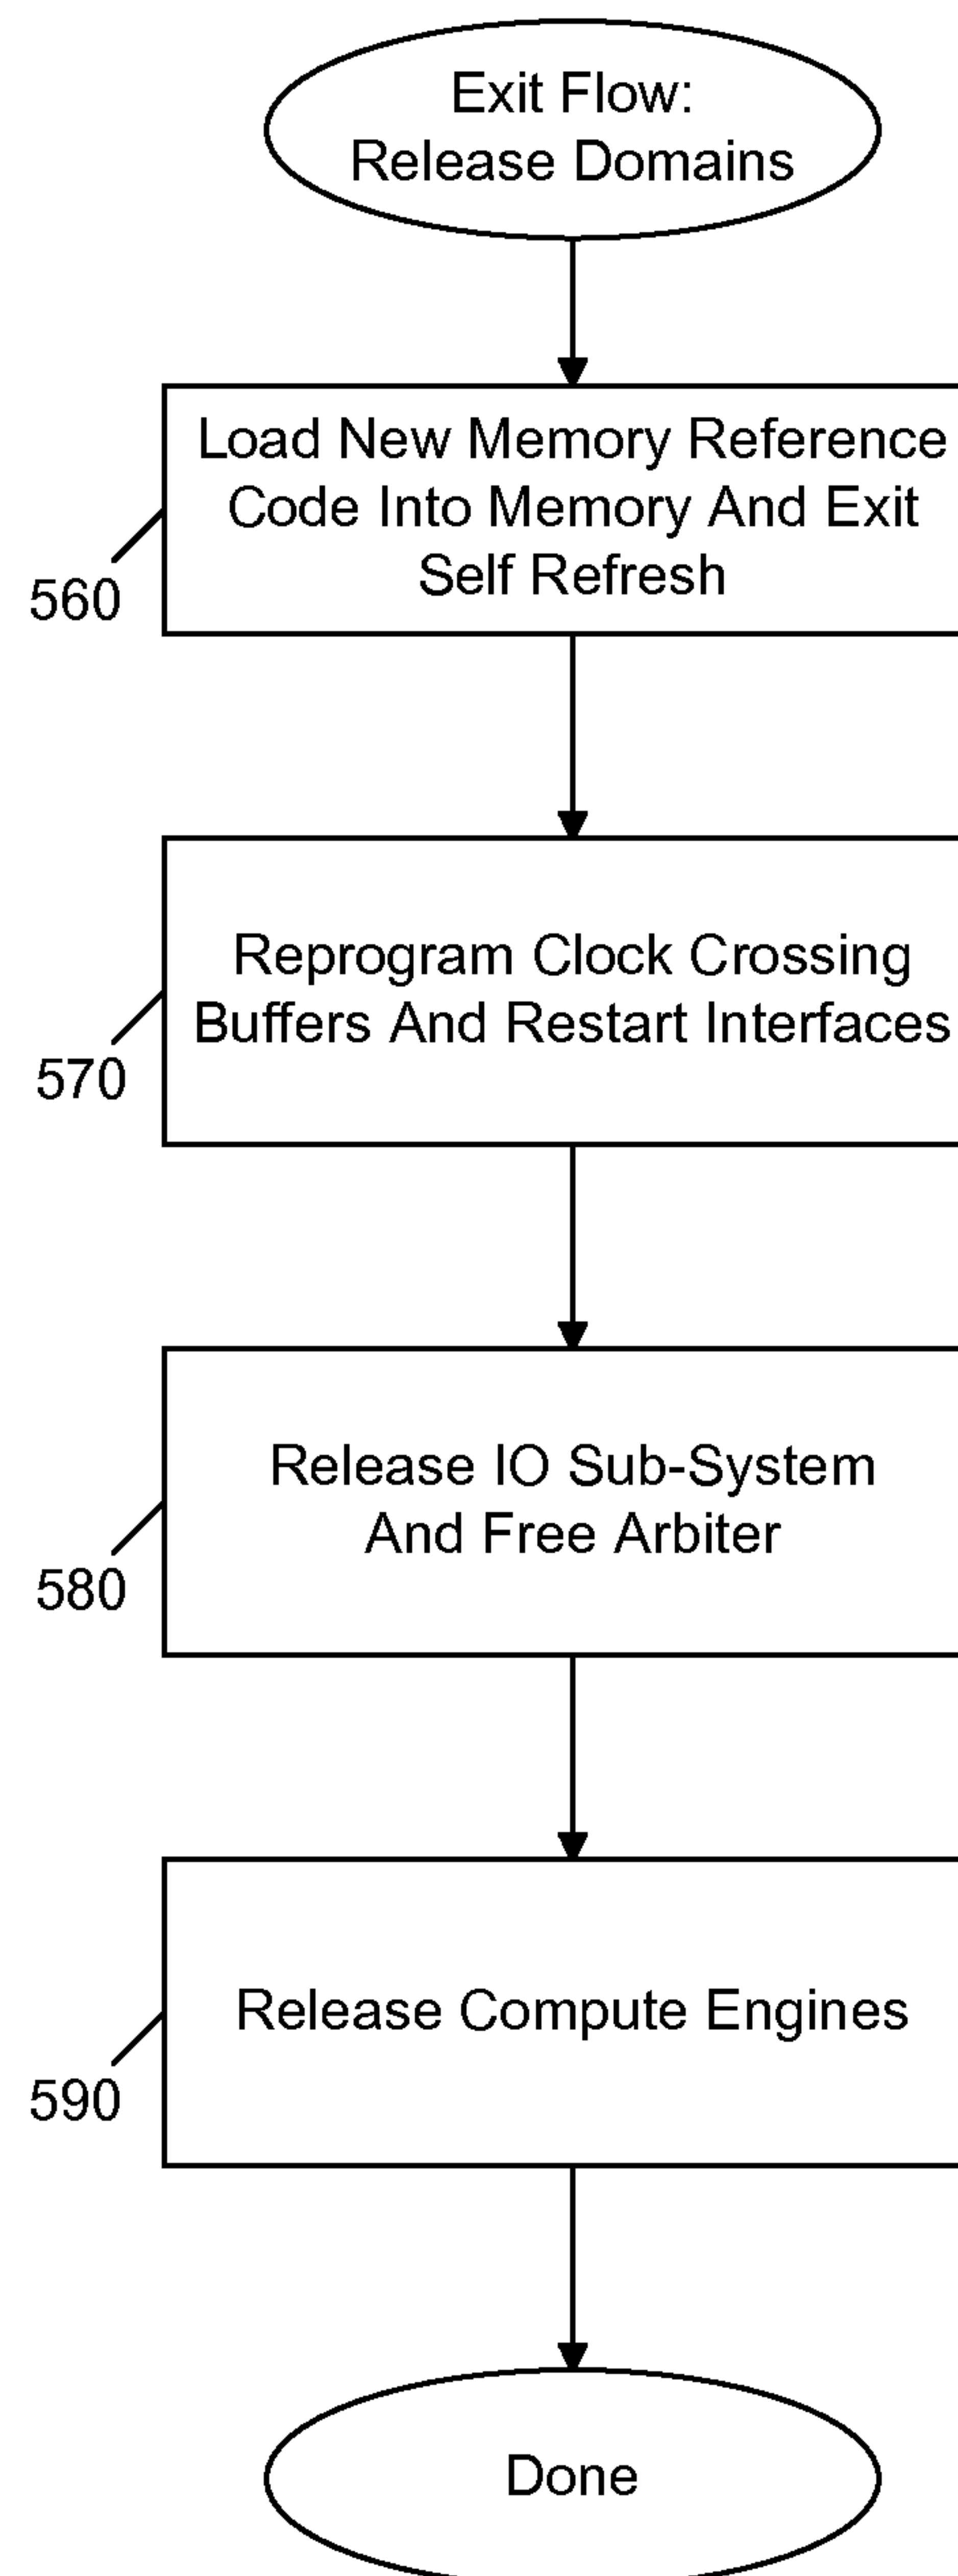 Exit Flow:
Release Domains
Load New Memory Reference
Code Into Memory And Exit
Self Refresh
560
Reprogram Clock Crossing
Buffers And Restart Interfaces
570
Release IO Sub-System
And Free Arbiter
580
Release Compute Engines
590
Done